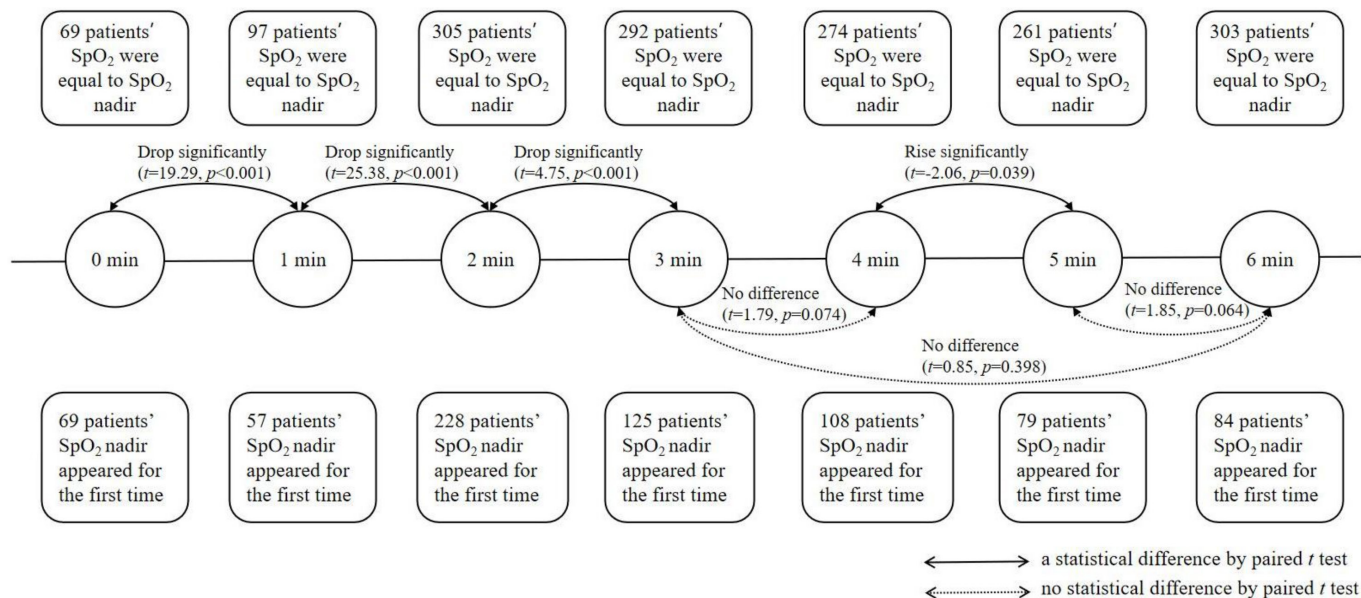 69 patients′
SpO₂ were
equal to SpO₂
nadir
97 patients′
SpO₂ were
equal to SpO₂
nadir
305 patients′
SpO₂ were
equal to SpO₂
nadir
292 patients′
SpO₂ were
equal to SpO₂
nadir
274 patients′
SpO₂ were
equal to SpO₂
nadir
261 patients′
SpO₂ were
equal to SpO₂
nadir
303 patients′
SpO₂ were
equal to SpO₂
nadir
Drop significantly
(t=19.29, p<0.001)
Drop significantly
(t=25.38, p<0.001)
Drop significantly
(t=4.75, p<0.001)
Rise significantly
(t=-2.06, p=0.039)
0 min
1 min
2 min
3 min
4 min
5 min
6 min
No difference
(t=1.79, p=0.074)
No difference
(t=1.85, p=0.064)
No difference
(t=0.85, p=0.398)
69 patients’
SpO₂ nadir
appeared for
the first time
57 patients’
SpO₂ nadir
appeared for
the first time
228 patients’
SpO₂ nadir
appeared for
the first time
125 patients’
SpO₂ nadir
appeared for
the first time
108 patients’
SpO₂ nadir
appeared for
the first time
79 patients’
SpO₂ nadir
appeared for
the first time
84 patients’
SpO₂ nadir
appeared for
the first time
a statistical difference by paired t test
no statistical difference by paired t test